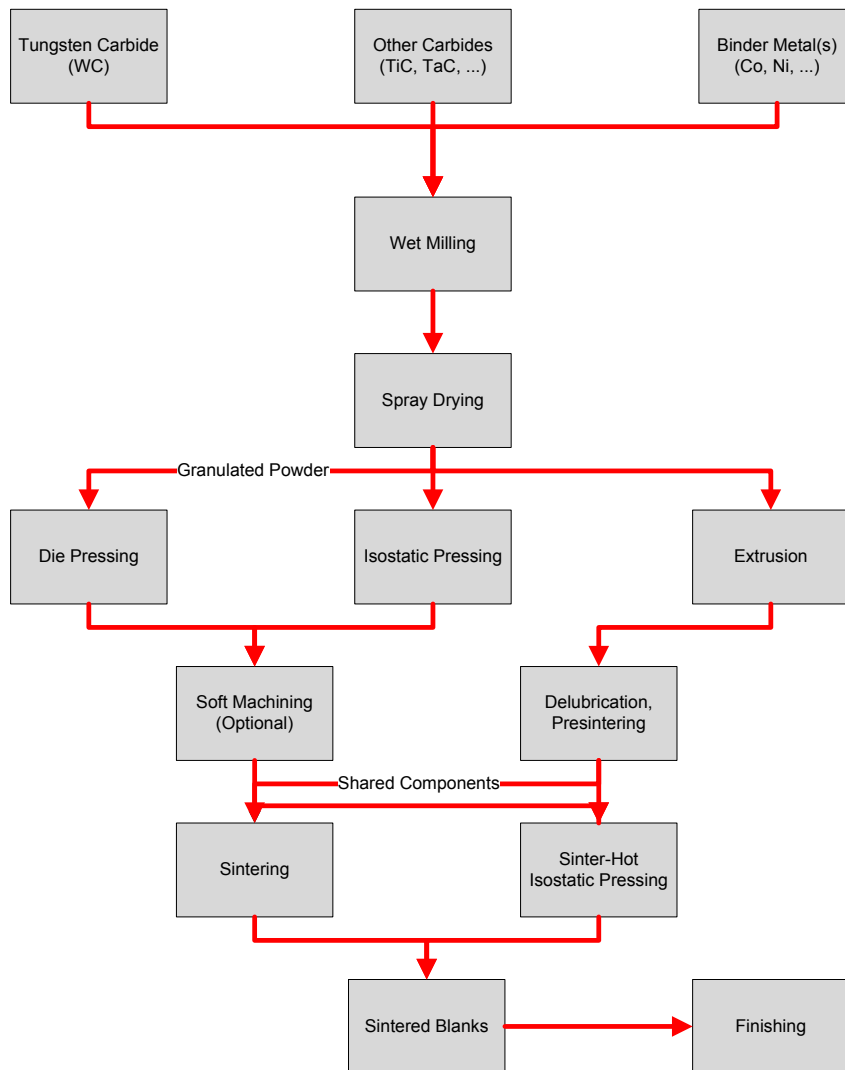 Tungsten Carbide
(WC)
Other Carbides
(TiC, TaC, ...)
Binder Metal(s)
(Co, Ni, ...)
Wet Milling
Spray Drying
Granulated Powder
Die Pressing
Isostatic Pressing
Extrusion
Soft Machining
(Optional)
Delubrication,
Presintering
Shared Components
Sintering
Sinter-Hot
Isostatic Pressing
Sintered Blanks
Finishing